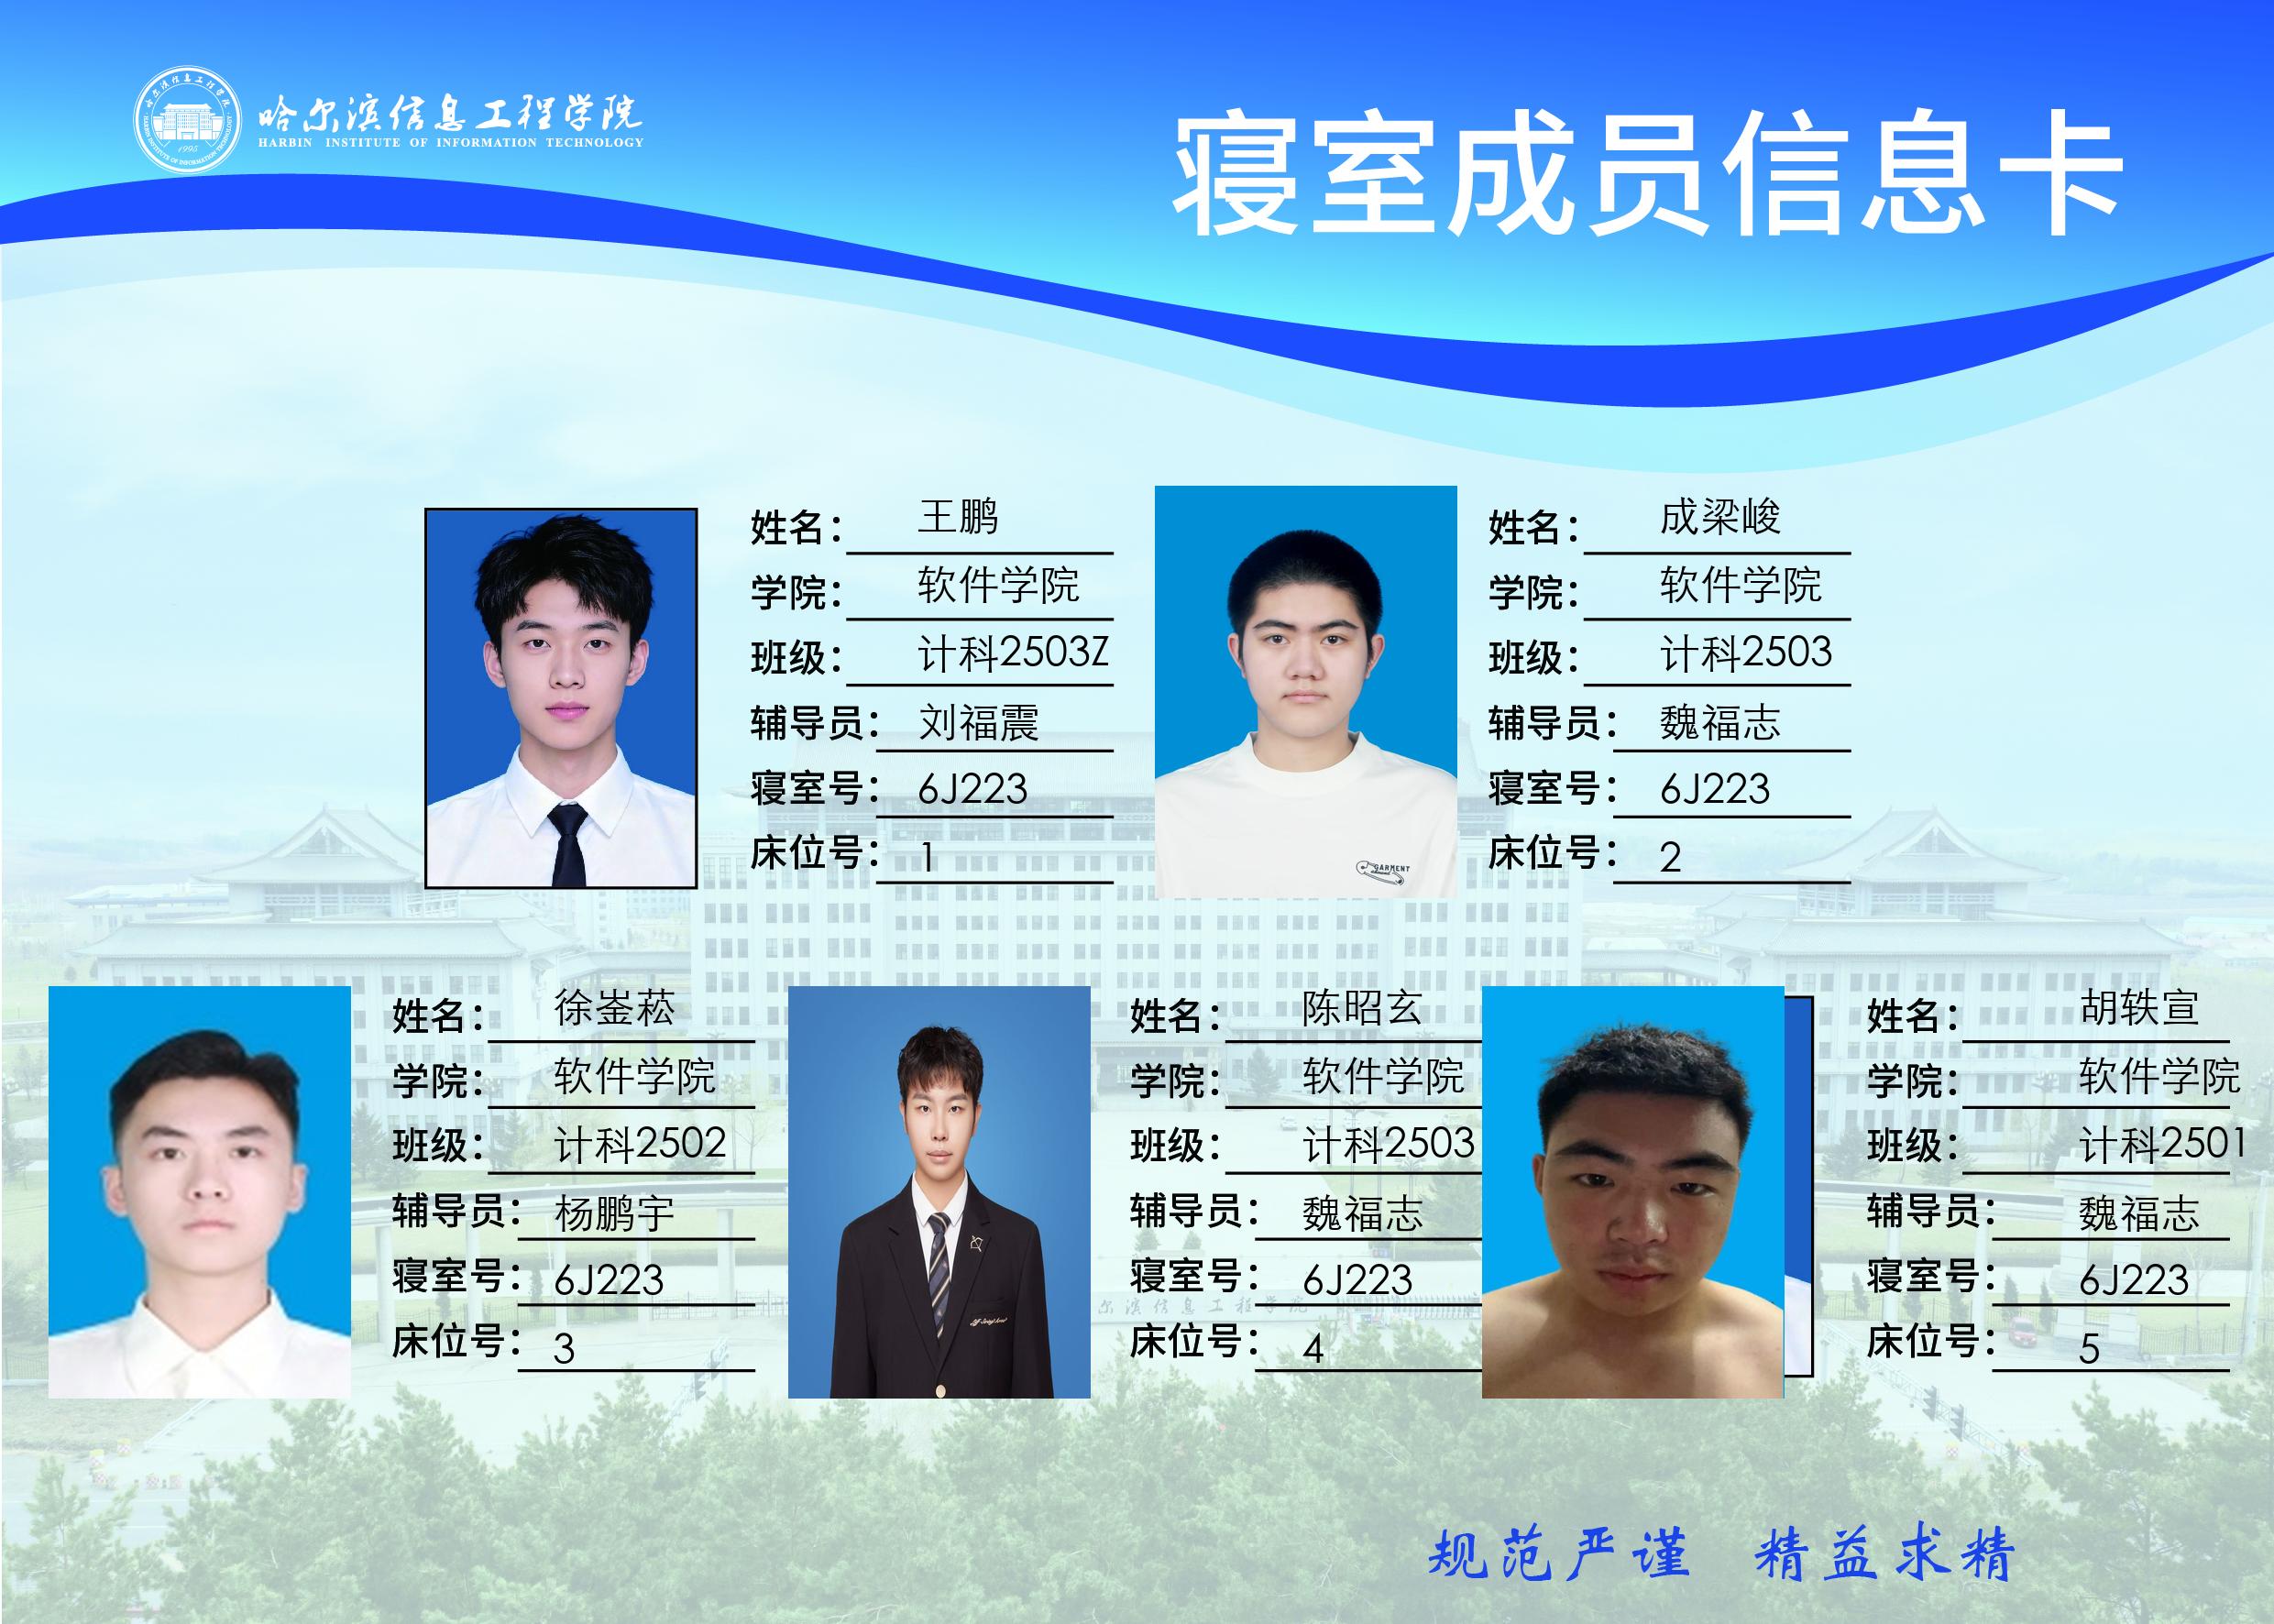 哈尔滨信息工程学院
HARBIN INSTITUTE OF INFORMATION TECHNOLOGY
1995
寝室成员信息卡
姓名： 王鹏
学院： 软件学院
班级： 计科2503Z
辅导员： 刘福震
寝室号： 6J223
床位号： 1
GARMENT
姓名： 成梁峻
学院： 软件学院
班级： 计科2503
辅导员： 魏福志
寝室号： 6J223
床位号： 2
姓名： 徐崟菘
学院： 软件学院
班级： 计科2502
辅导员： 杨鹏宇
寝室号： 6J223
床位号： 3
姓名： 陈昭玄
学院： 软件学院
班级： 计科2503
辅导员： 魏福志
寝室号： 6J223
床位号： 4
姓名： 胡轶宣
学院： 软件学院
班级： 计科2501
辅导员： 魏福志
寝室号： 6J223
床位号： 5
规范严谨 精益求精